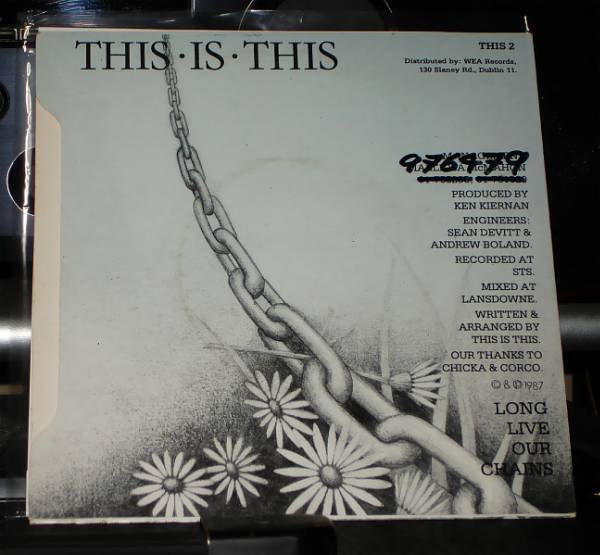 THIS·IS·THIS
THIS 2
Distributed by: WEA Records,
130 Slaney Rd., Dublin 11.
976479
PRODUCED BY
KEN KIERNAN
ENGINEERS:
SEAN DEVITT &
ANDREW BOLAND.
RECORDED AT
STS.
MIXED AT
LANSDOWNE.
WRITTEN &
ARRANGED BY
THIS IS THIS.
OUR THANKS TO
CHICKA & CORCO.
© & ℗ 1987
LONG
LIVE
OUR
CHAINS